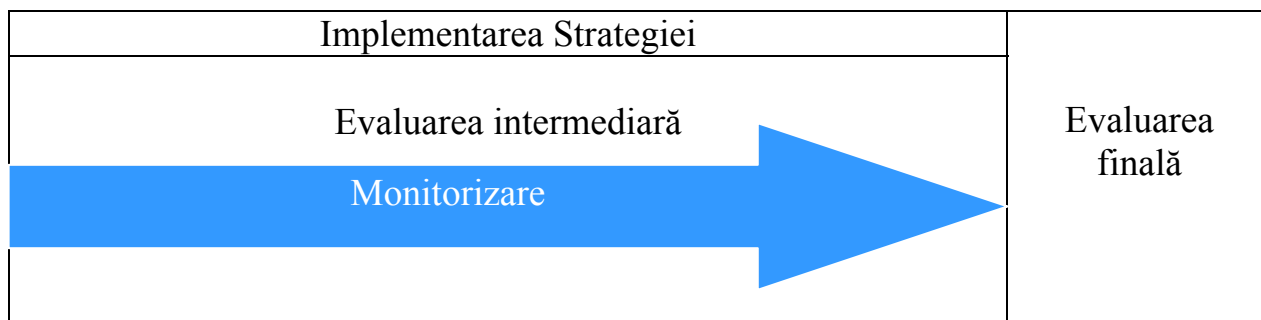 Implementarea Strategiei
Evaluarea intermediară
Evaluarea
finală
Monitorizare